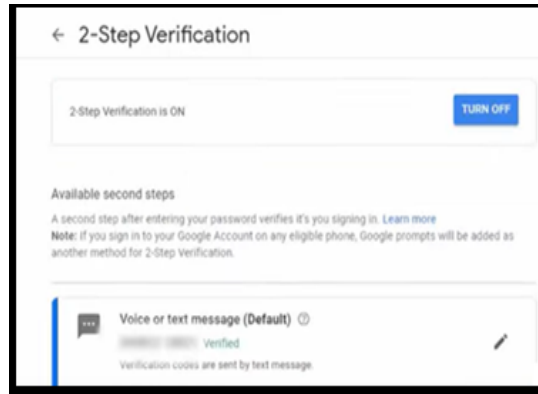 ← 2-Step Verification
2-Step Verification is ON
TURN OFF
Available second steps
A second step after entering your password verifies it's you signing in. Learn more
Note: If you sign in to your Google Account on any eligible phone, Google prompts will be added as
another method for 2-Step Verification.
Voice or text message (Default)
Verified
Verification codes are sent by text message.